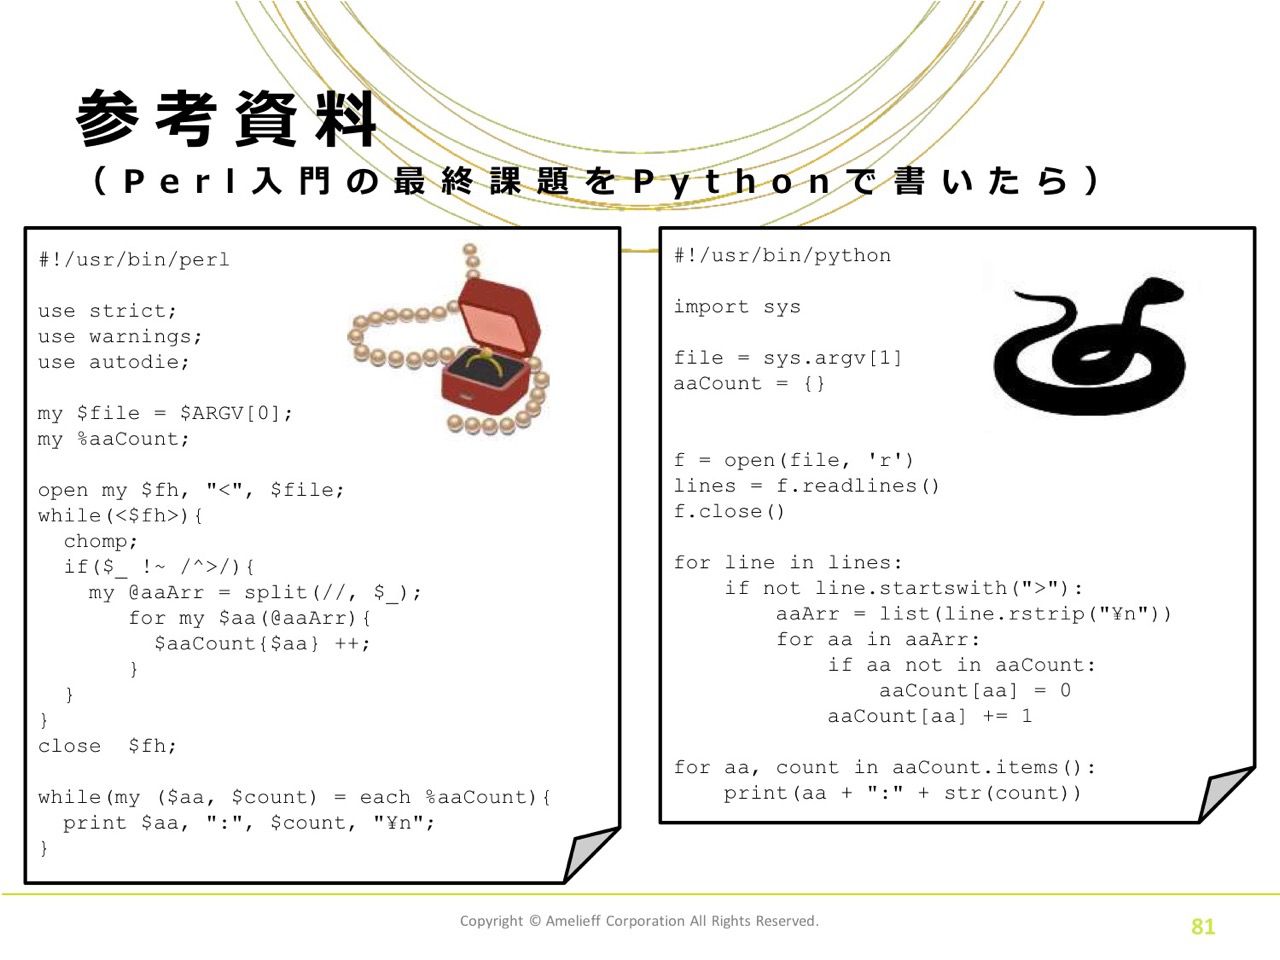 参考資料
（Perl入門の最終課題をPythonで書いたら）
#!/usr/bin/perl
use strict;
use warnings;
use autodie;
my $file = $ARGV[0];
my %aaCount;
open my $fh, "<", $file;
while(<$fh>){
  chomp;
  if($_ !~ /^>/){
    my @aaArr = split(//, $_);
       for my $aa(@aaArr){
         $aaCount{$aa} ++;
       }
  }
}
close  $fh;
while(my ($aa, $count) = each %aaCount){
  print $aa, ":", $count, "¥n";
}
#!/usr/bin/python
import sys
file = sys.argv[1]
aaCount = {}
f = open(file, 'r')
lines = f.readlines()
f.close()
for line in lines:
    if not line.startswith(">"):
        aaArr = list(line.rstrip("¥n"))
        for aa in aaArr:
            if aa not in aaCount:
                aaCount[aa] = 0
            aaCount[aa] += 1
for aa, count in aaCount.items():
    print(aa + ":" + str(count))
Copyright © Amelieff Corporation All Rights Reserved.
81